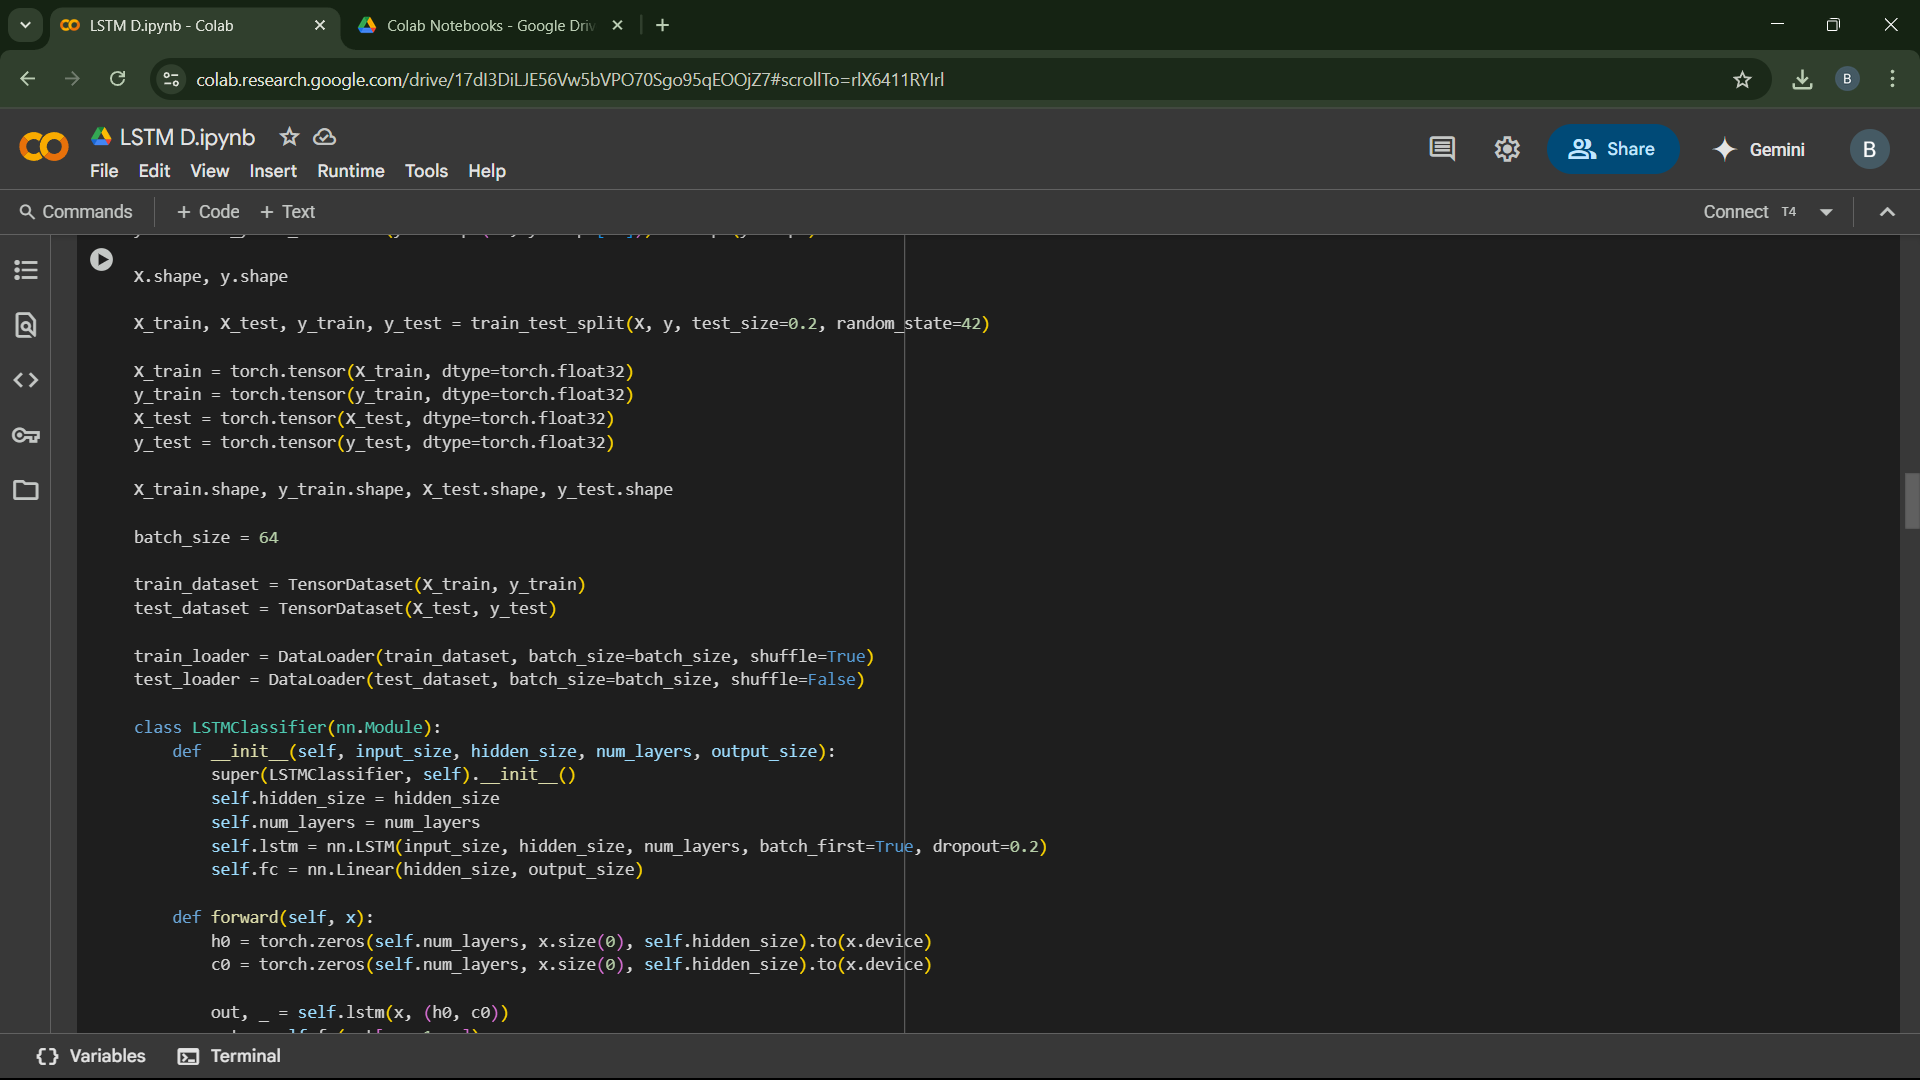 LSTM D.ipynb - Colab
Colab Notebooks - Google Driv
colab.research.google.com/drive/17dl3DiLJE56Vw5bVPO70Sgo95qEOOjZ7#scrollTo=rlX6411RYlrl
B
LSTM D.ipynb
File Edit View Insert Runtime Tools Help
Share
Gemini
B
Commands
+ Code + Text
Connect T4
X.shape, y.shape
X_train, X_test, y_train, y_test = train_test_split(X, y, test_size=0.2, random_state=42)
X_train = torch.tensor(X_train, dtype=torch.float32)
y_train = torch.tensor(y_train, dtype=torch.float32)
X_test = torch.tensor(X_test, dtype=torch.float32)
y_test = torch.tensor(y_test, dtype=torch.float32)
X_train.shape, y_train.shape, X_test.shape, y_test.shape
batch_size = 64
train_dataset = TensorDataset(X_train, y_train)
test_dataset = TensorDataset(X_test, y_test)
train_loader = DataLoader(train_dataset, batch_size=batch_size, shuffle=True)
test_loader = DataLoader(test_dataset, batch_size=batch_size, shuffle=False)
class LSTMClassifier(nn.Module):
def __init__(self, input_size, hidden_size, num_layers, output_size):
super(LSTMClassifier, self).__init__()
self.hidden_size = hidden_size
self.num_layers = num_layers
self.lstm = nn.LSTM(input_size, hidden_size, num_layers, batch_first=True, dropout=0.2)
self.fc = nn.Linear(hidden_size, output_size)
def forward(self, x):
h0 = torch.zeros(self.num_layers, x.size(0), self.hidden_size).to(x.device)
c0 = torch.zeros(self.num_layers, x.size(0), self.hidden_size).to(x.device)
out, _ = self.lstm(x, (h0, c0))
Variables
Terminal